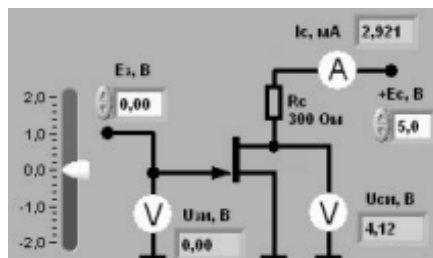 Iс, мА 2,921
A
Eз, В
0,00
Rc
300 Ом
+Ec, В
5,0
2,0
1,0
0,0
-1,0
-2,0
V
Uзи, В
0,00
V
Uси, В
4,12